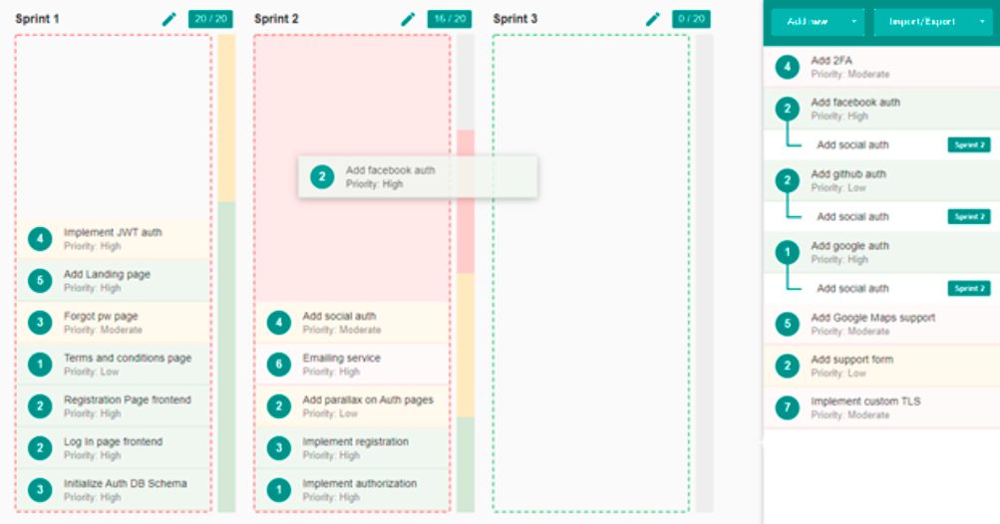 Sprint 1
20 / 20
4
Implement JWT auth
Priority: High
5
Add Landing page
Priority: High
3
Forgot pw page
Priority: Moderate
1
Terms and conditions page
Priority: Low
2
Registration Page frontend
Priority: High
2
Log In page frontend
Priority: High
3
Initialize Auth DB Schema
Priority: High
Sprint 2
16 / 20
2
Add facebook auth
Priority: High
4
Add social auth
Priority: Moderate
6
Emailing service
Priority: High
2
Add parallax on Auth pages
Priority: Low
3
Implement registration
Priority: High
1
Implement authorization
Priority: High
Sprint 3
0 / 20
Add new
Import/Export
4
Add 2FA
Priority: Moderate
2
Add facebook auth
Priority: High
Add social auth
Sprint 2
2
Add github auth
Priority: Low
Add social auth
Sprint 2
1
Add google auth
Priority: High
Add social auth
Sprint 2
5
Add Google Maps support
Priority: Moderate
2
Add support form
Priority: Low
7
Implement custom TLS
Priority: Moderate